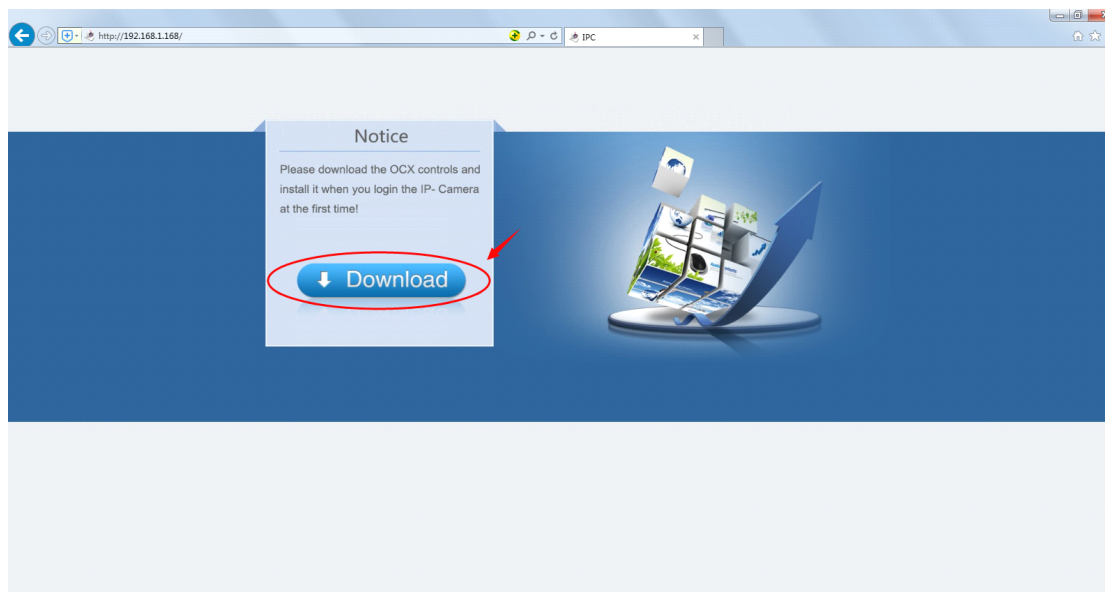 http://192.168.1.168/
IPC
Notice
Please download the OCX controls and
install it when you login the IP- Camera
at the first time!
Download